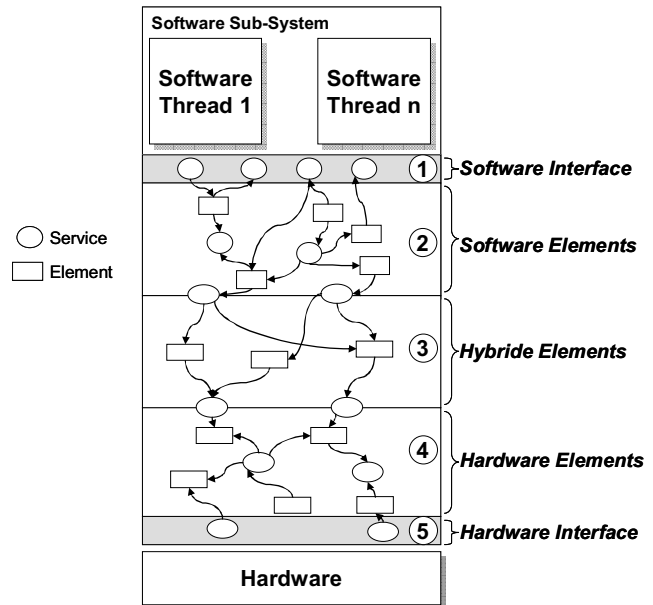 Software Sub-System
Software
Thread 1
Software
Thread n
1
Software Interface
Service
Element
2
Software Elements
3
Hybride Elements
4
Hardware Elements
5
Hardware Interface
Hardware